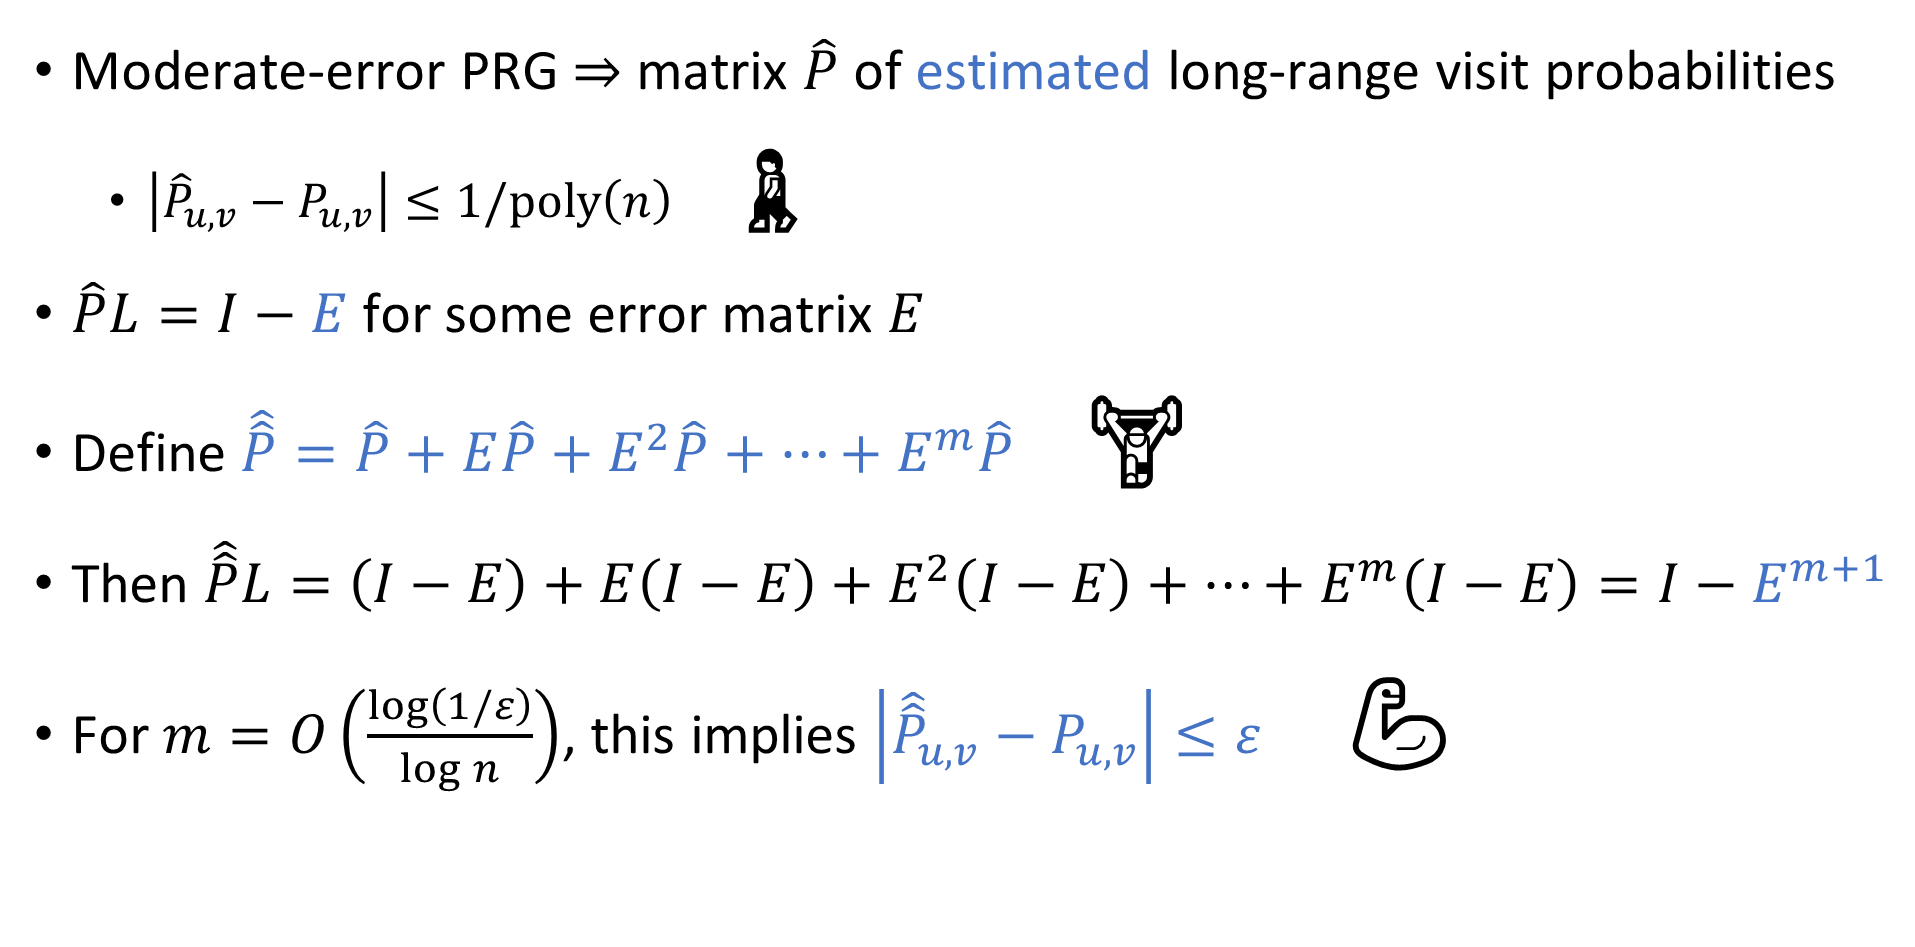 • Moderate-error PRG ⇒ matrix P̂ of estimated long-range visit probabilities
• |P̂_{u,v} − P_{u,v}| ≤ 1/poly(n)
• P̂L = I − E for some error matrix E
• Define P̂̂ = P̂ + EP̂ + E²P̂ + ⋯ + E^m P̂
• Then P̂̂L = (I − E) + E(I − E) + E²(I − E) + ⋯ + E^m(I − E) = I − E^{m+1}
• For m = O(log(1/ε)/log n), this implies |P̂̂_{u,v} − P_{u,v}| ≤ ε